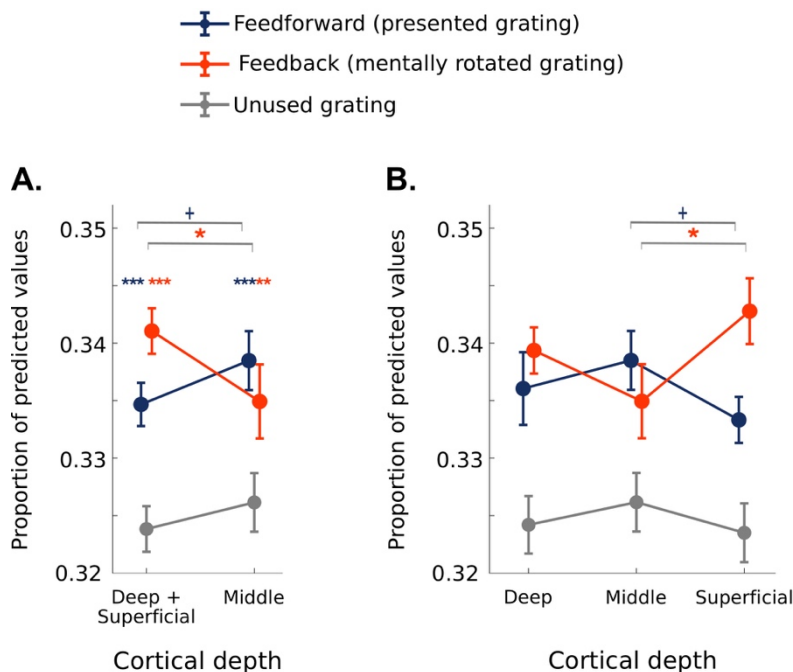 Feedforward (presented grating)
Feedback (mentally rotated grating)
Unused grating
A.
Proportion of predicted values
0.35
0.34
0.33
0.32
+
*
*** *** *****
Deep +
Superficial
Middle
Cortical depth
B.
Proportion of predicted values
0.35
0.34
0.33
0.32
+
*
Deep
Middle
Superficial
Cortical depth